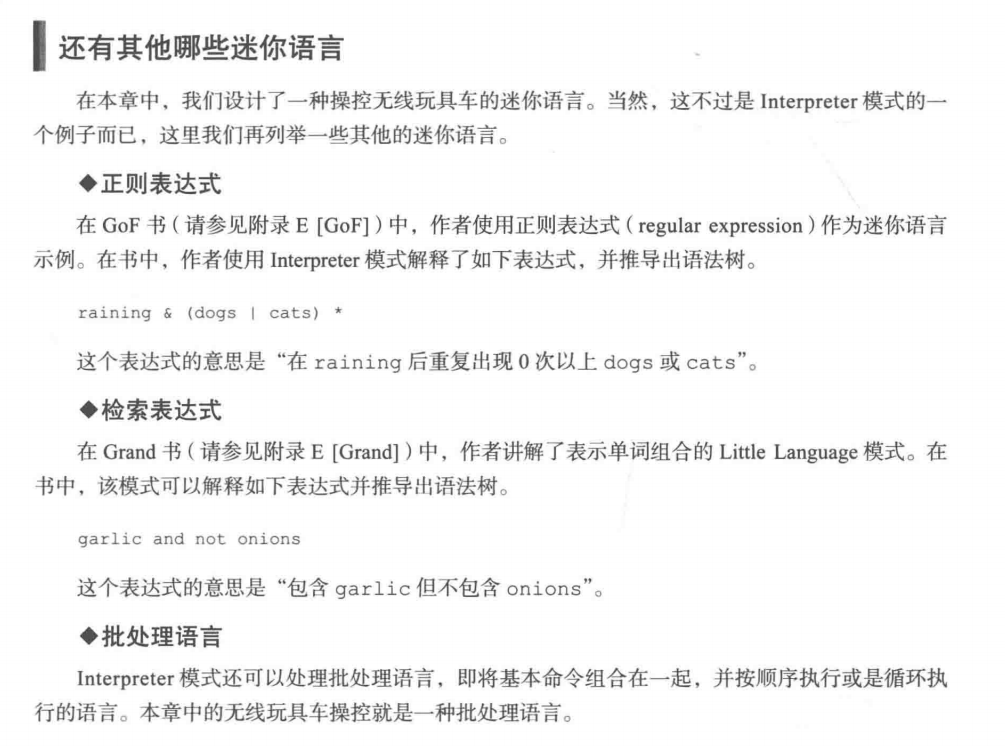 还有其他哪些迷你语言
在本章中，我们设计了一种操控无线玩具车的迷你语言。当然，这不过是 Interpreter 模式的一
个例子而已，这里我们再列举一些其他的迷你语言。
◆正则表达式
在 GoF 书（请参见附录 E [GoF]）中，作者使用正则表达式（regular expression）作为迷你语言
示例。在书中，作者使用 Interpreter 模式解释了如下表达式，并推导出语法树。
raining & (dogs | cats) *
这个表达式的意思是“在 raining 后重复出现 0 次以上 dogs 或 cats”。
◆检索表达式
在 Grand 书（请参见附录 E [Grand]）中，作者讲解了表示单词组合的 Little Language 模式。在
书中，该模式可以解释如下表达式并推导出语法树。
garlic and not onions
这个表达式的意思是“包含 garlic 但不包含 onions”。
◆批处理语言
Interpreter 模式还可以处理批处理语言，即将基本命令组合在一起，并按顺序执行或是循环执
行的语言。本章中的无线玩具车操控就是一种批处理语言。